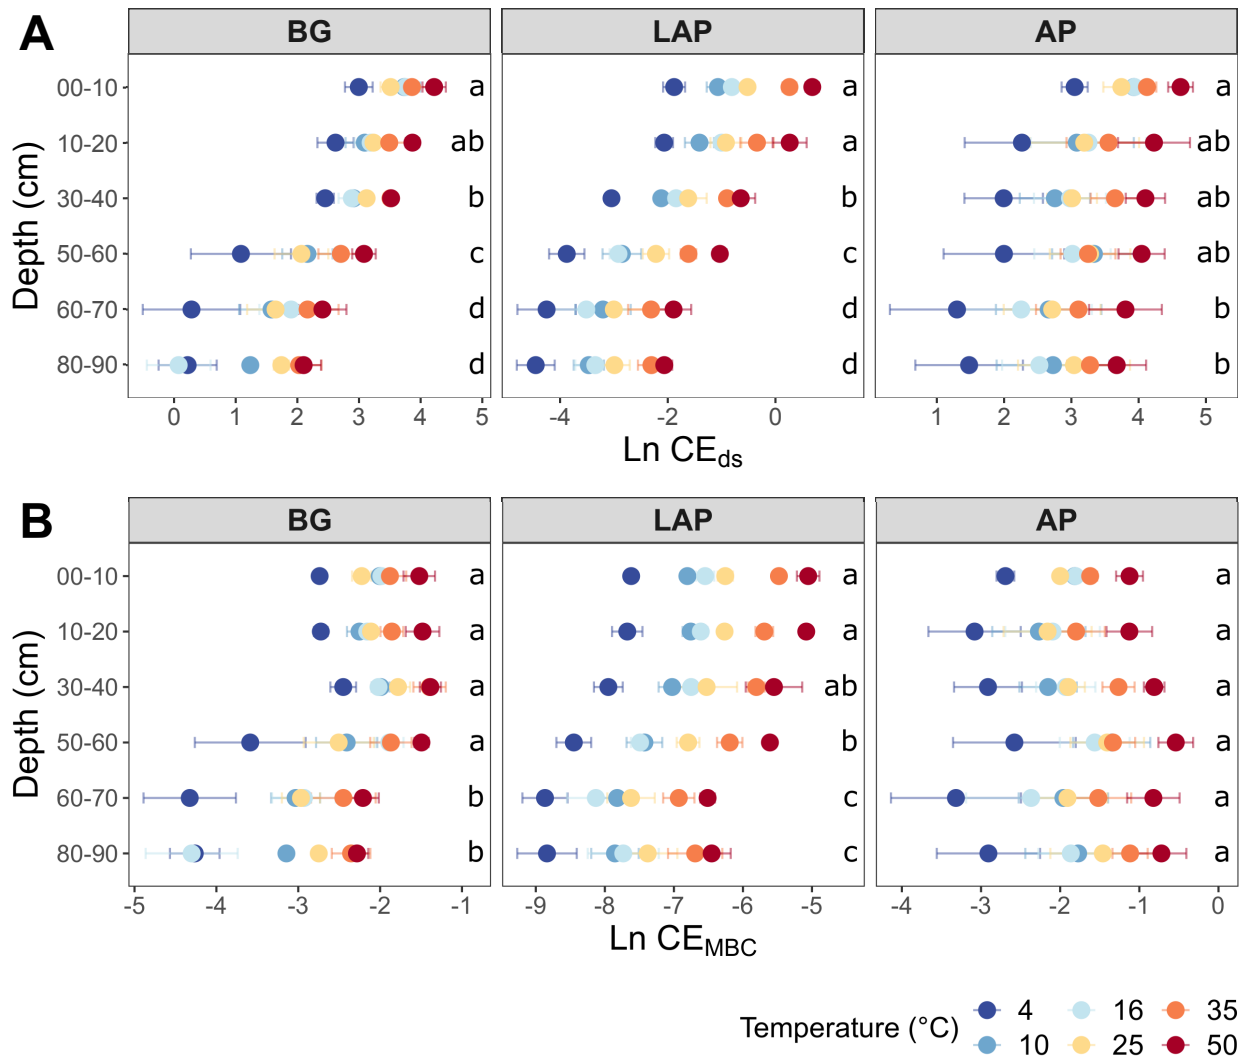 A
BG LAP AP
Depth (cm)
00-10 a a a
10-20 ab a ab
30-40 b b ab
50-60 c c ab
60-70 d d b
80-90 d d b
0 1 2 3 4 5 -4 -2 0 1 2 3 4 5
Ln CEds
B
BG LAP AP
Depth (cm)
00-10 a a a
10-20 a a a
30-40 a ab a
50-60 a b a
60-70 b c a
80-90 b c a
-5 -4 -3 -2 -1 -9 -8 -7 -6 -5 -4 -3 -2 -1 0
Ln CEMBC
Temperature (°C) 4 16 35
10 25 50